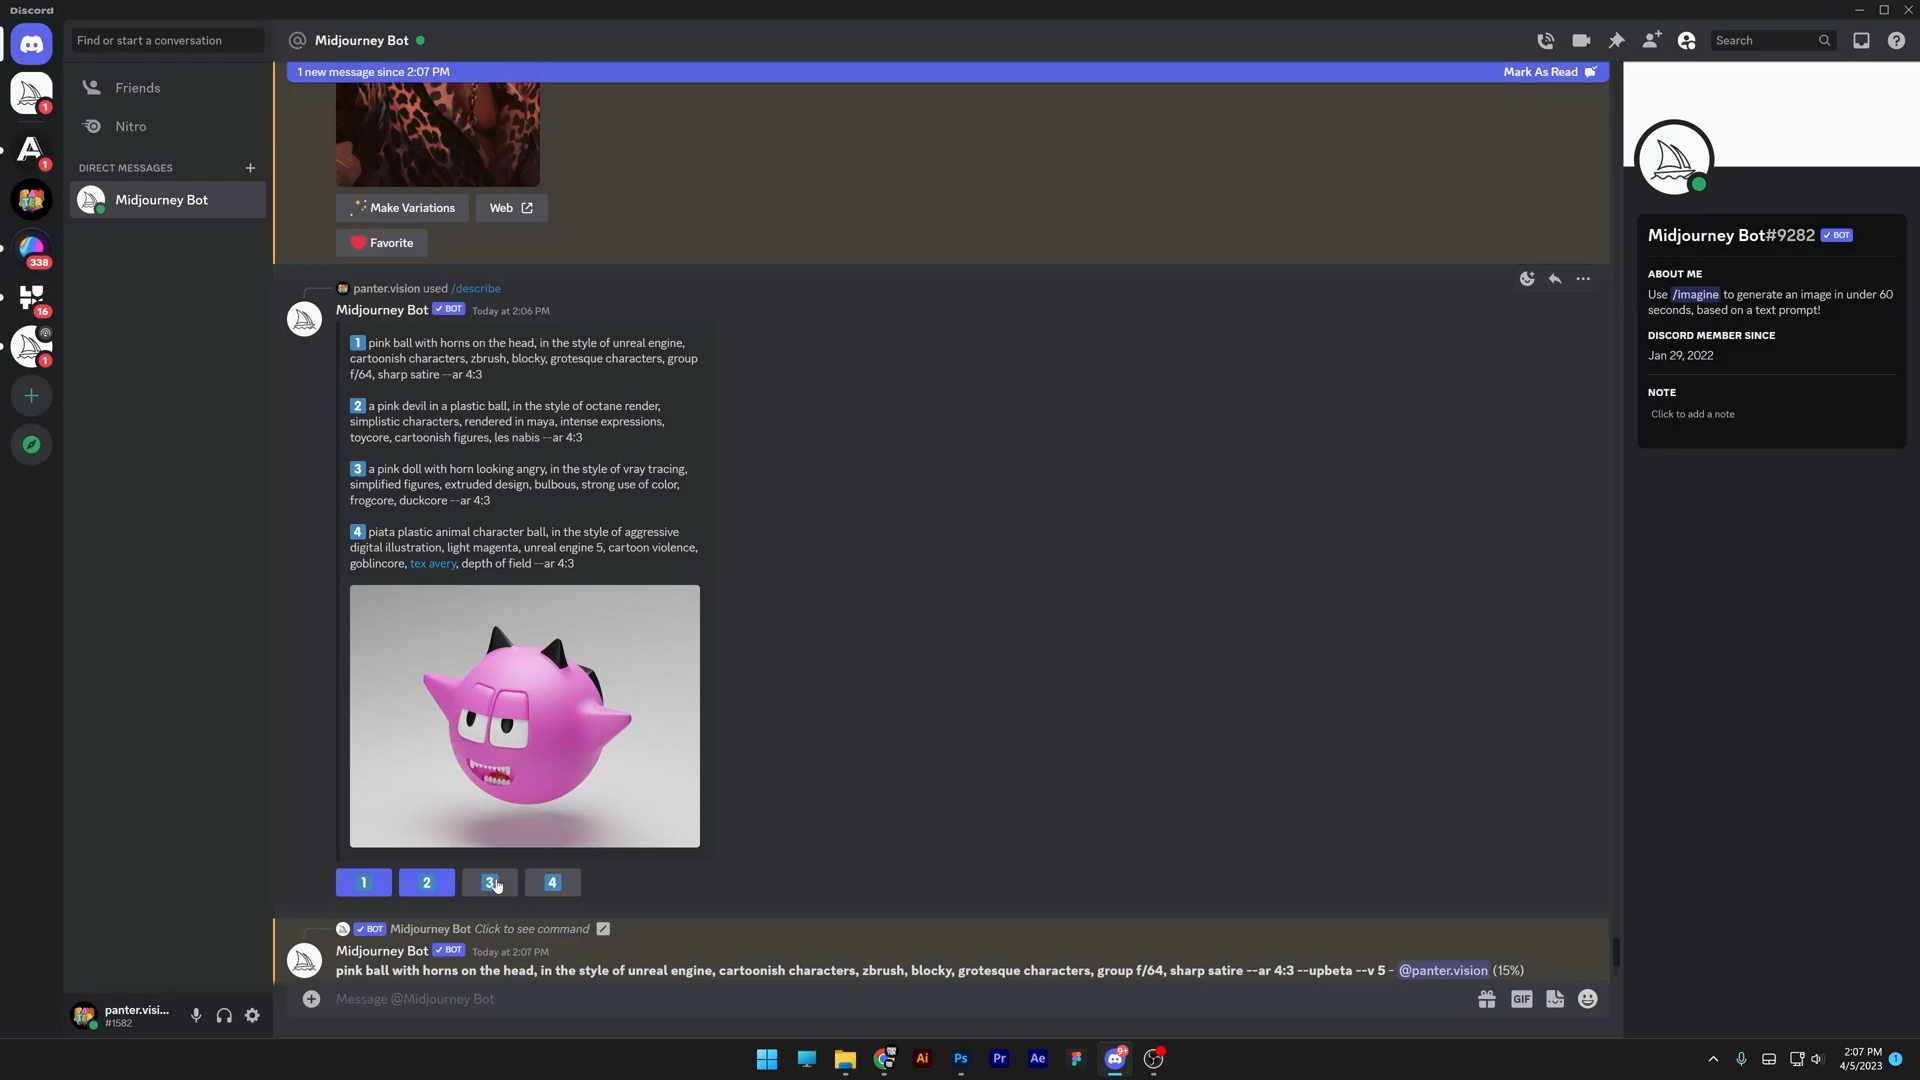 Discord
Find or start a conversation
Midjourney Bot
Search
1 new message since 2:07 PM
Mark As Read
1
Friends
Nitro
1
DIRECT MESSAGES
Midjourney Bot
338
16
1
Make Variations
Web
Favorite
panter.vision used /describe
Midjourney Bot BOT Today at 2:06 PM
1 pink ball with horns on the head, in the style of unreal engine,
cartoonish characters, zbrush, blocky, grotesque characters, group
f/64, sharp satire --ar 4:3
2 a pink devil in a plastic ball, in the style of octane render,
simplistic characters, rendered in maya, intense expressions,
toycore, cartoonish figures, les nabis --ar 4:3
3 a pink doll with horn looking angry, in the style of vray tracing,
simplified figures, extruded design, bulbous, strong use of color,
frogcore, duckcore --ar 4:3
4 piata plastic animal character ball, in the style of aggressive
digital illustration, light magenta, unreal engine 5, cartoon violence,
goblincore, tex avery, depth of field --ar 4:3
1 2 3 4
BOT Midjourney Bot Click to see command
Midjourney Bot BOT Today at 2:07 PM
pink ball with horns on the head, in the style of unreal engine, cartoonish characters, zbrush, blocky, grotesque characters, group f/64, sharp satire --ar 4:3 --upbeta --v 5 - @panter.vision (15%)
Message @Midjourney Bot
GIF
panter.visi...
#1582
Midjourney Bot#9282 BOT
ABOUT ME
Use /imagine to generate an image in under 60
seconds, based on a text prompt!
DISCORD MEMBER SINCE
Jan 29, 2022
NOTE
Click to add a note
Ai
Ps
Pr
Ae
9+
2:07 PM
4/5/2023
1